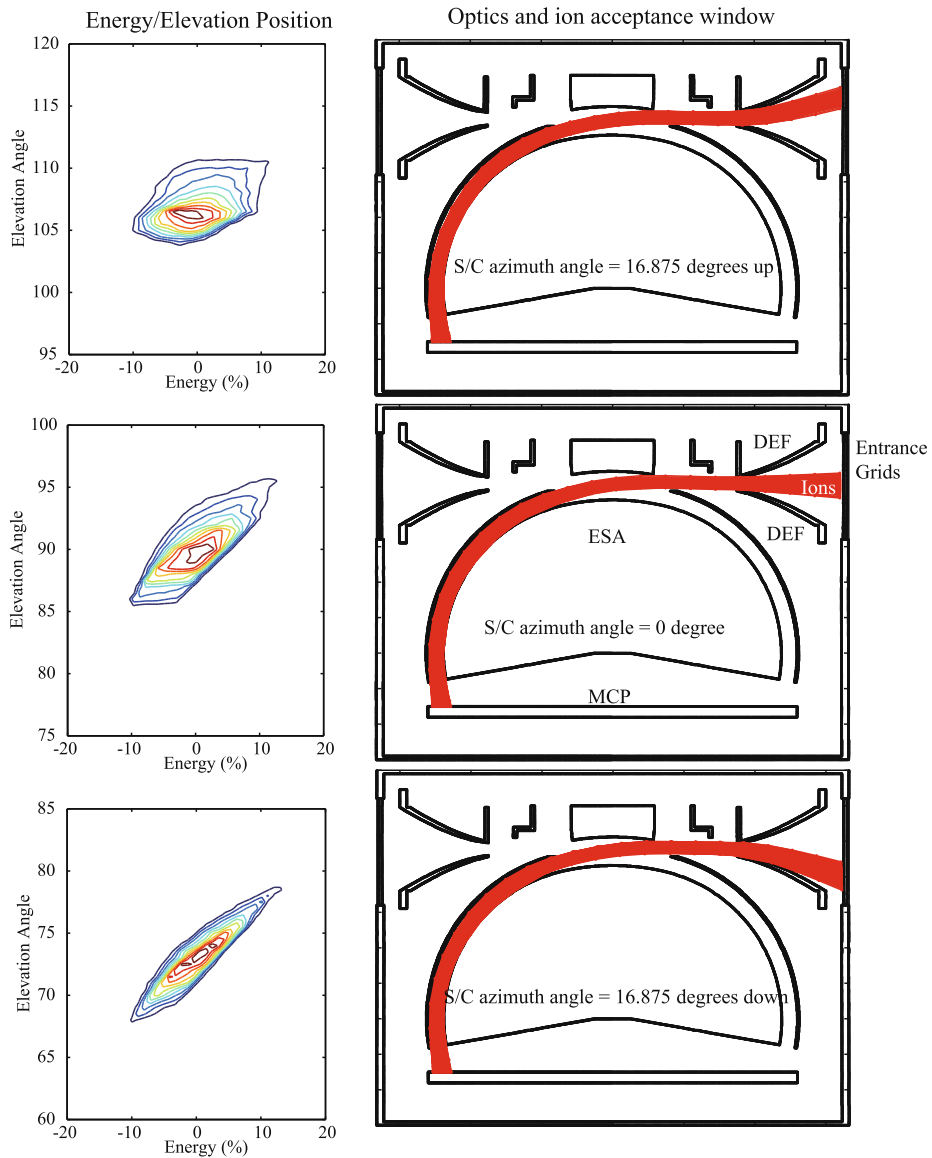 Energy/Elevation Position
Optics and ion acceptance window
120
115
110
105
100
95
Elevation Angle
-20
-10
0
10
20
Energy (%)
S/C azimuth angle = 16.875 degrees up
100
95
90
85
80
75
Elevation Angle
-20
-10
0
10
20
Energy (%)
DEF
Entrance
Grids
Ions
ESA
DEF
S/C azimuth angle = 0 degree
MCP
85
80
75
70
65
60
Elevation Angle
-20
-10
0
10
20
Energy (%)
S/C azimuth angle = 16.875 degrees down